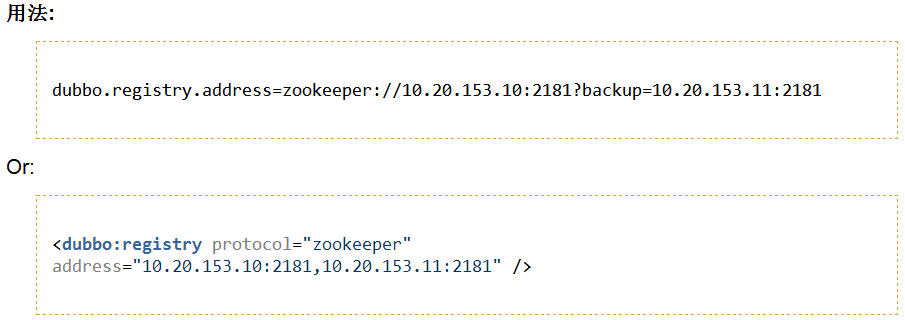 用法:
dubbo.registry.address=zookeeper://10.20.153.10:2181?backup=10.20.153.11:2181
Or:
<dubbo:registry protocol="zookeeper"
address="10.20.153.10:2181,10.20.153.11:2181" />